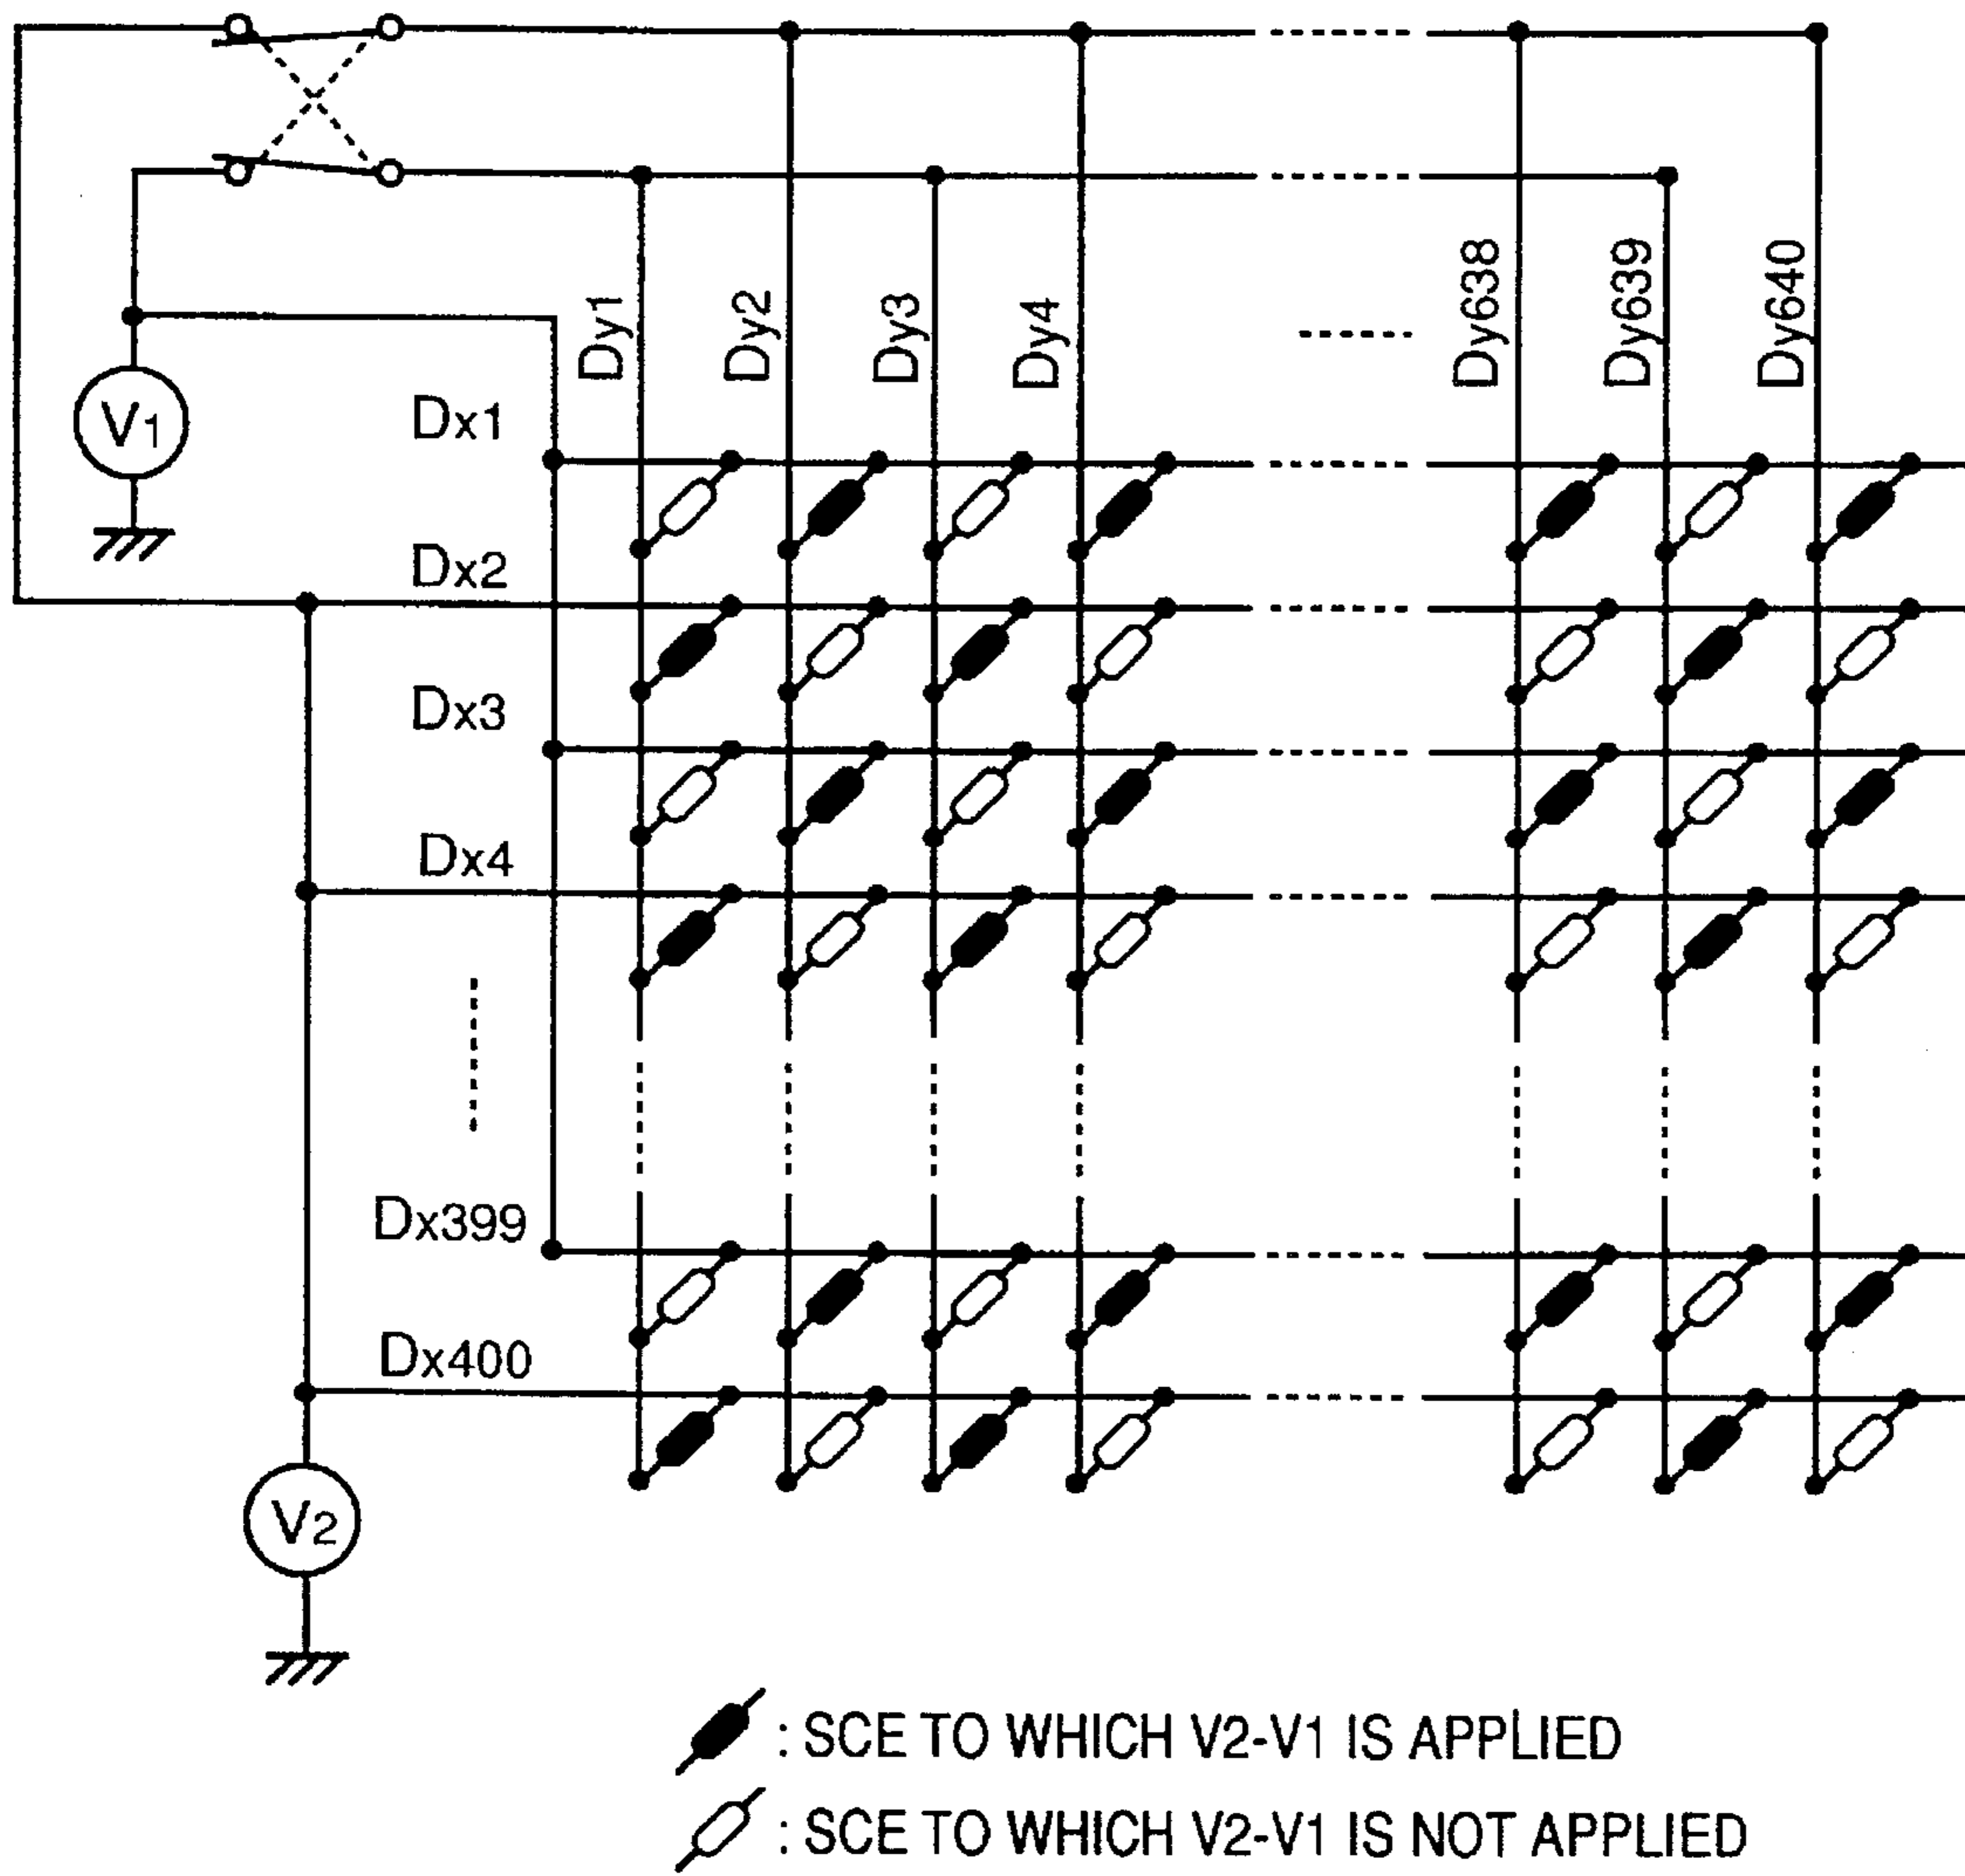 Dy1
Dy2
Dy3
Dy4
Dy638
Dy639
Dy640
V1
Dx1
Dx2
Dx3
Dx4
Dx399
Dx400
V2
: SCE TO WHICH V2-V1 IS APPLIED
: SCE TO WHICH V2-V1 IS NOT APPLIED